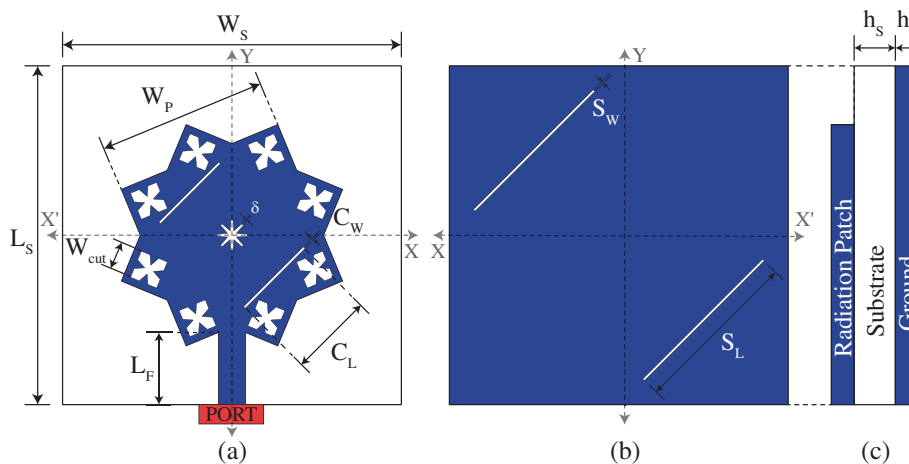 W_S
Y
W_P
δ
C_W
X'
X
L_S
W_cut
C_L
L_F
PORT
(a)
Y
S_W
X'
X
S_L
(b)
h_S
h
Radiation Patch
Substrate
Ground
(c)